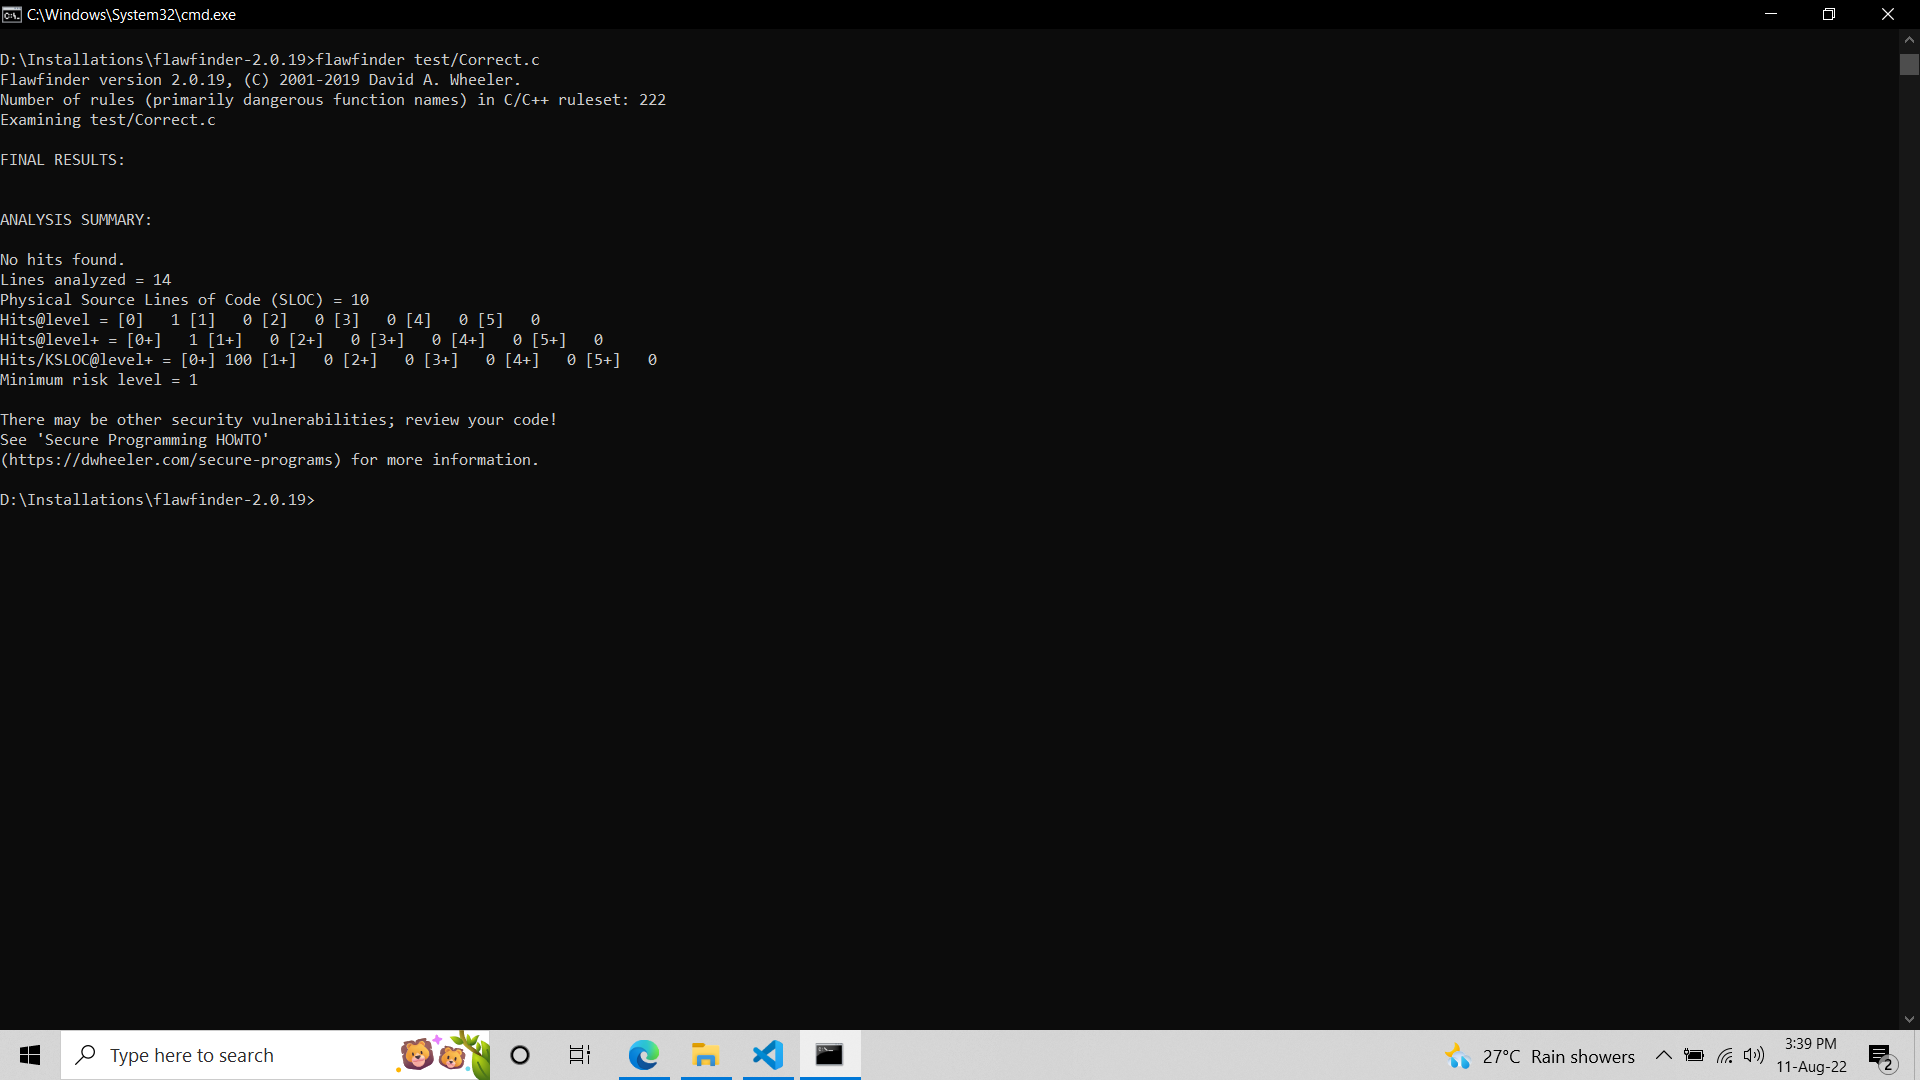 C:\Windows\System32\cmd.exe
D:\Installations\flawfinder-2.0.19>flawfinder test/Correct.c
Flawfinder version 2.0.19, (C) 2001-2019 David A. Wheeler.
Number of rules (primarily dangerous function names) in C/C++ ruleset: 222
Examining test/Correct.c
FINAL RESULTS:
ANALYSIS SUMMARY:
No hits found.
Lines analyzed = 14
Physical Source Lines of Code (SLOC) = 10
Hits@level = [0]   1 [1]   0 [2]   0 [3]   0 [4]   0 [5]   0
Hits@level+ = [0+]   1 [1+]   0 [2+]   0 [3+]   0 [4+]   0 [5+]   0
Hits/KSLOC@level+ = [0+] 100 [1+]   0 [2+]   0 [3+]   0 [4+]   0 [5+]   0
Minimum risk level = 1
There may be other security vulnerabilities; review your code!
See 'Secure Programming HOWTO'
(https://dwheeler.com/secure-programs) for more information.
D:\Installations\flawfinder-2.0.19>
Type here to search
27°C Rain showers
3:39 PM
11-Aug-22
2